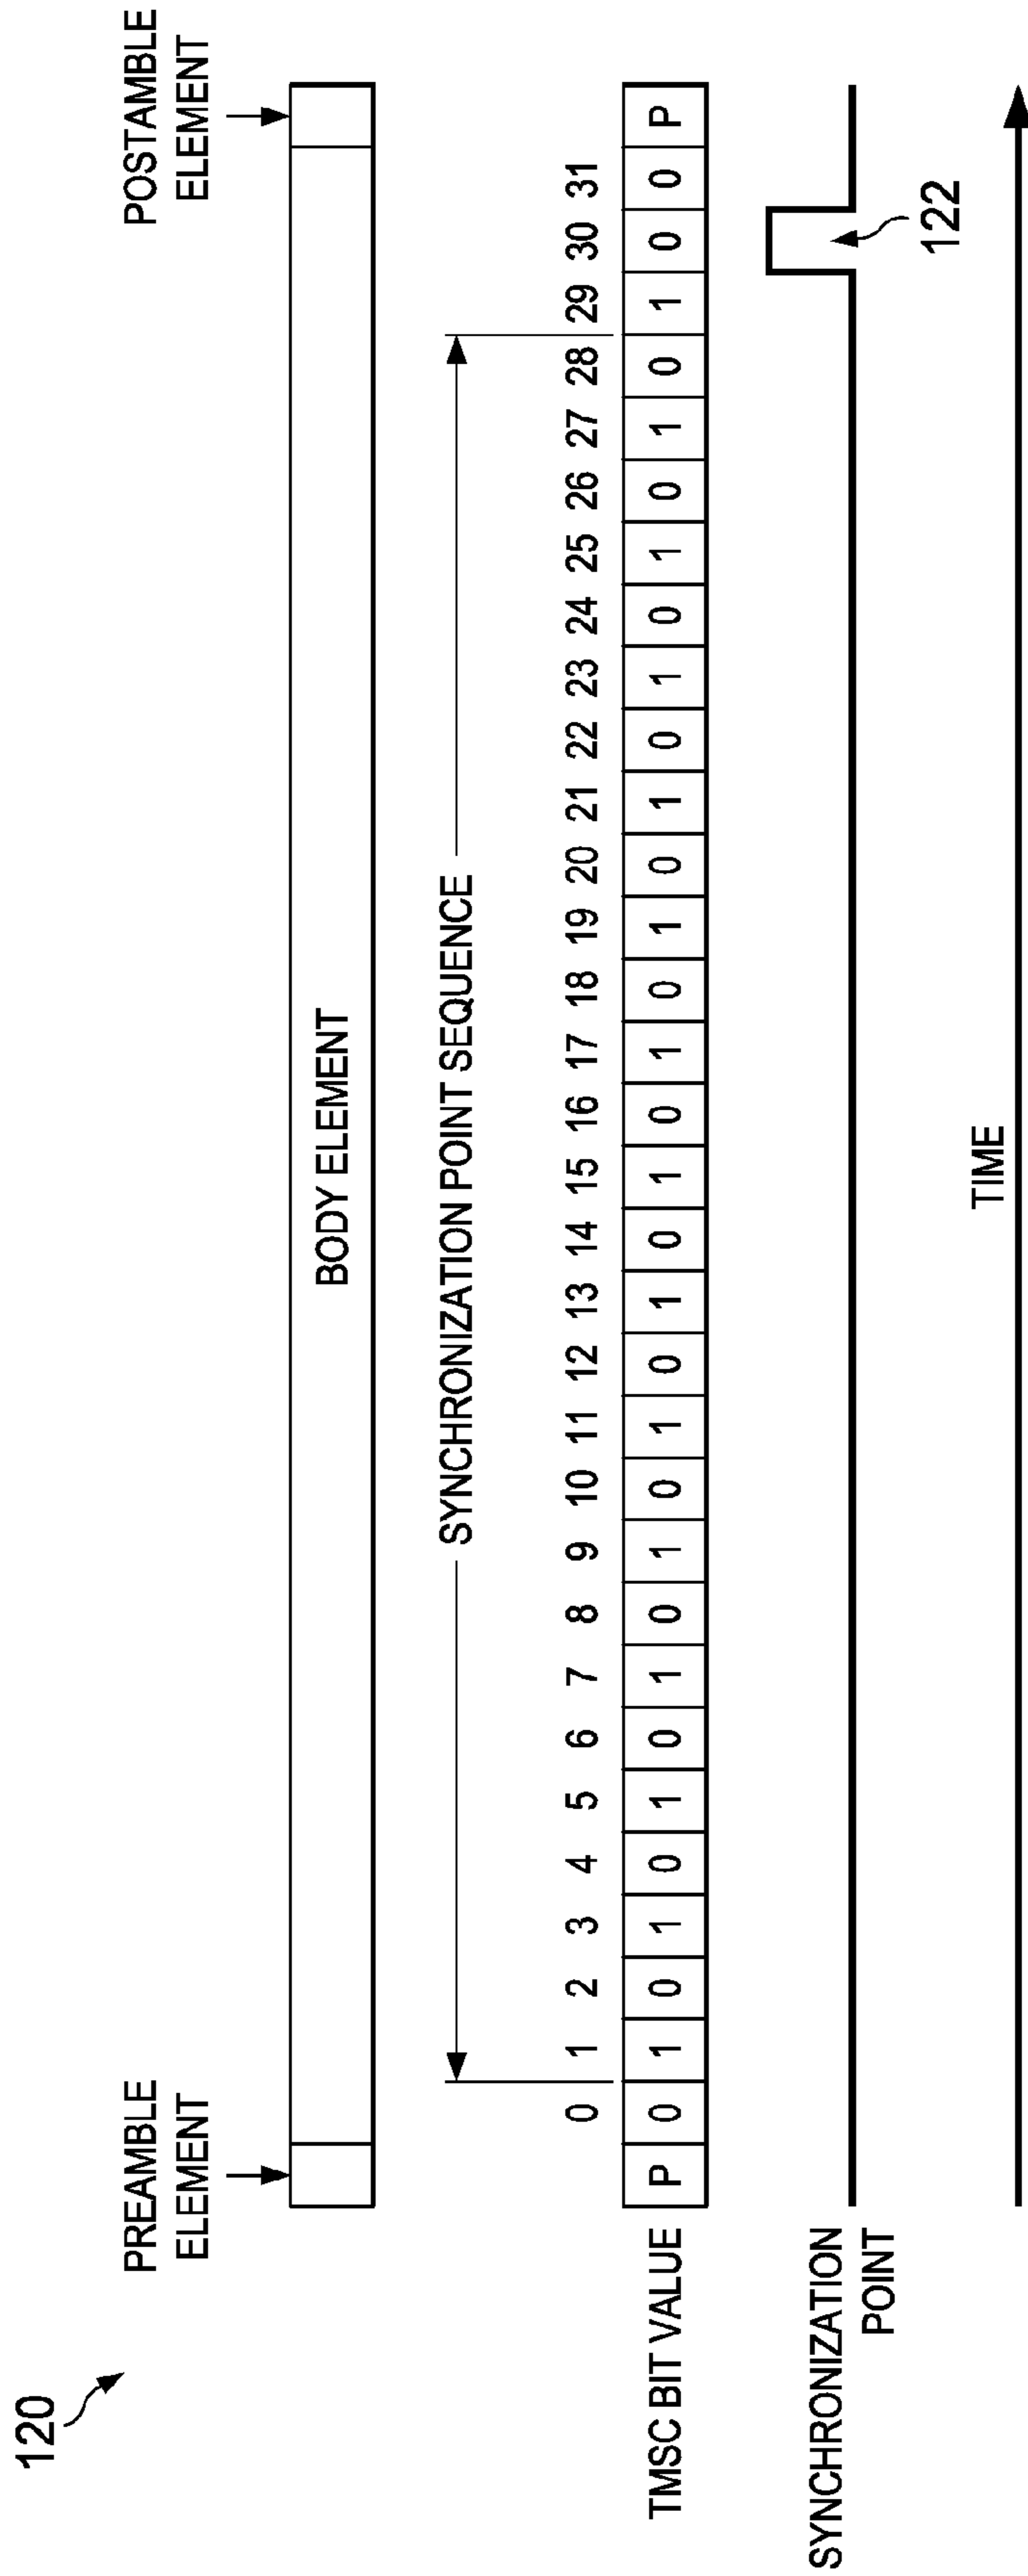 120
PREAMBLE
ELEMENT
POSTAMBLE
ELEMENT
BODY ELEMENT
SYNCHRONIZATION POINT SEQUENCE
0 1 2 3 4 5 6 7 8 9 10 11 12 13 14 15 16 17 18 19 20 21 22 23 24 25 26 27 28 29 30 31
TMSC BIT VALUE P 0 1 0 1 0 1 0 1 0 1 0 1 0 1 0 1 0 1 0 1 0 1 0 1 0 1 0 1 0 1 0 0 P
SYNCHRONIZATION
POINT
122
TIME